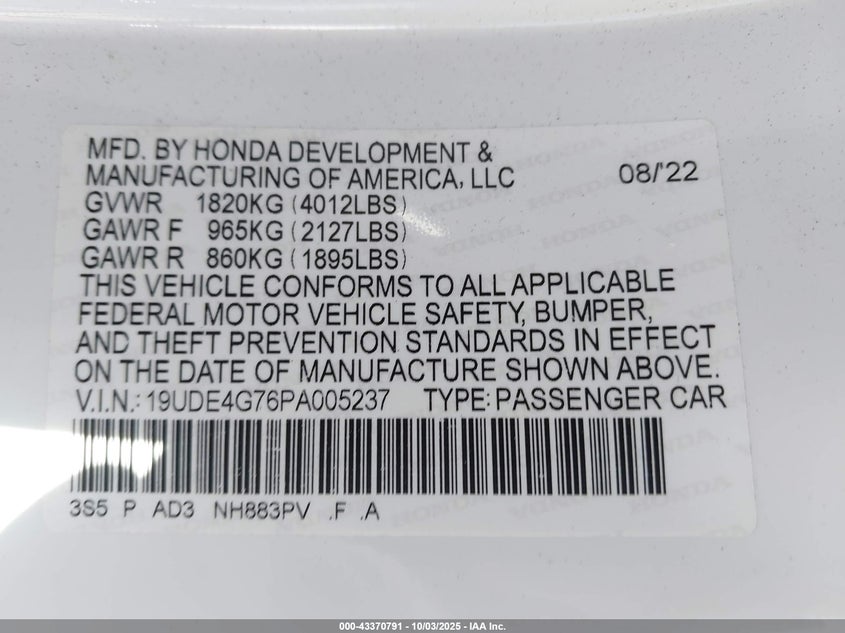 MFD. BY HONDA DEVELOPMENT &
MANUFACTURING OF AMERICA, LLC 08/'22
GVWR 1820KG (4012LBS)
GAWR F 965KG (2127LBS)
GAWR R 860KG (1895LBS)
THIS VEHICLE CONFORMS TO ALL APPLICABLE
FEDERAL MOTOR VEHICLE SAFETY, BUMPER,
AND THEFT PREVENTION STANDARDS IN EFFECT
ON THE DATE OF MANUFACTURE SHOWN ABOVE.
V.I.N.: 19UDE4G76PA005237 TYPE: PASSENGER CAR
3S5 P AD3 NH883PV .F .A
000-43370791 - 10/03/2025 - IAA Inc.